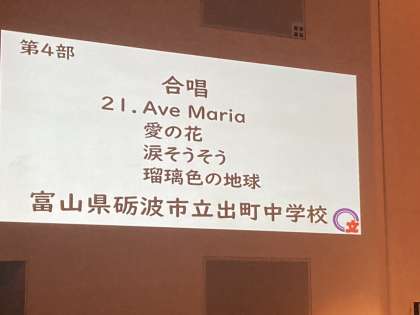 第4部
合唱
21. Ave Maria
愛の花
涙そうそう
瑠璃色の地球
富山県砺波市立出町中学校
文